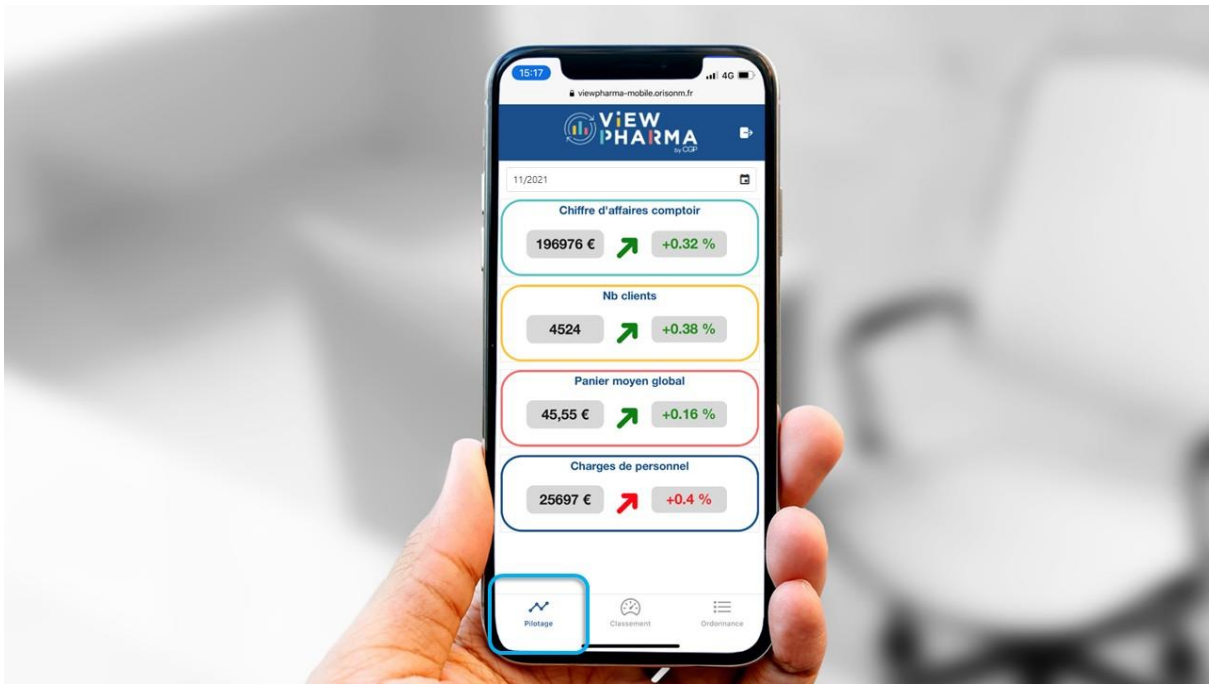 15:17
4G
viewpharma-mobile.orisonm.fr
ViEW
PHARMA
by CGP
11/2021
Chiffre d'affaires comptoir
196976 € +0.32 %
Nb clients
4524 +0.38 %
Panier moyen global
45,55 € +0.16 %
Charges de personnel
25697 € +0.4 %
Pilotage Classement Ordonnance